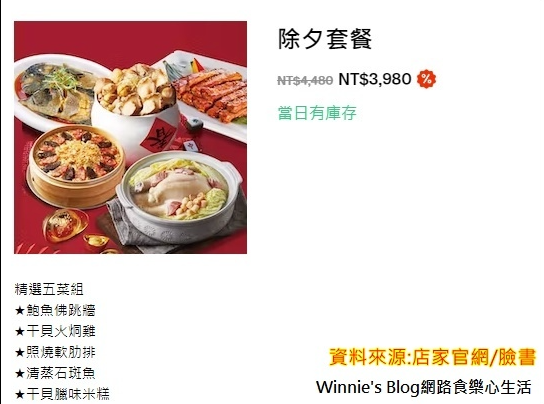 除夕套餐
NT$4,480 NT$3,980 %
當日有庫存
精選五菜組
★鮑魚佛跳牆
★干貝火烔雞
★照燒軟肋排
★清蒸石斑魚
★干貝臘味米糕
資料來源:店家官網/臉書
Winnie's Blog網路食樂心生活